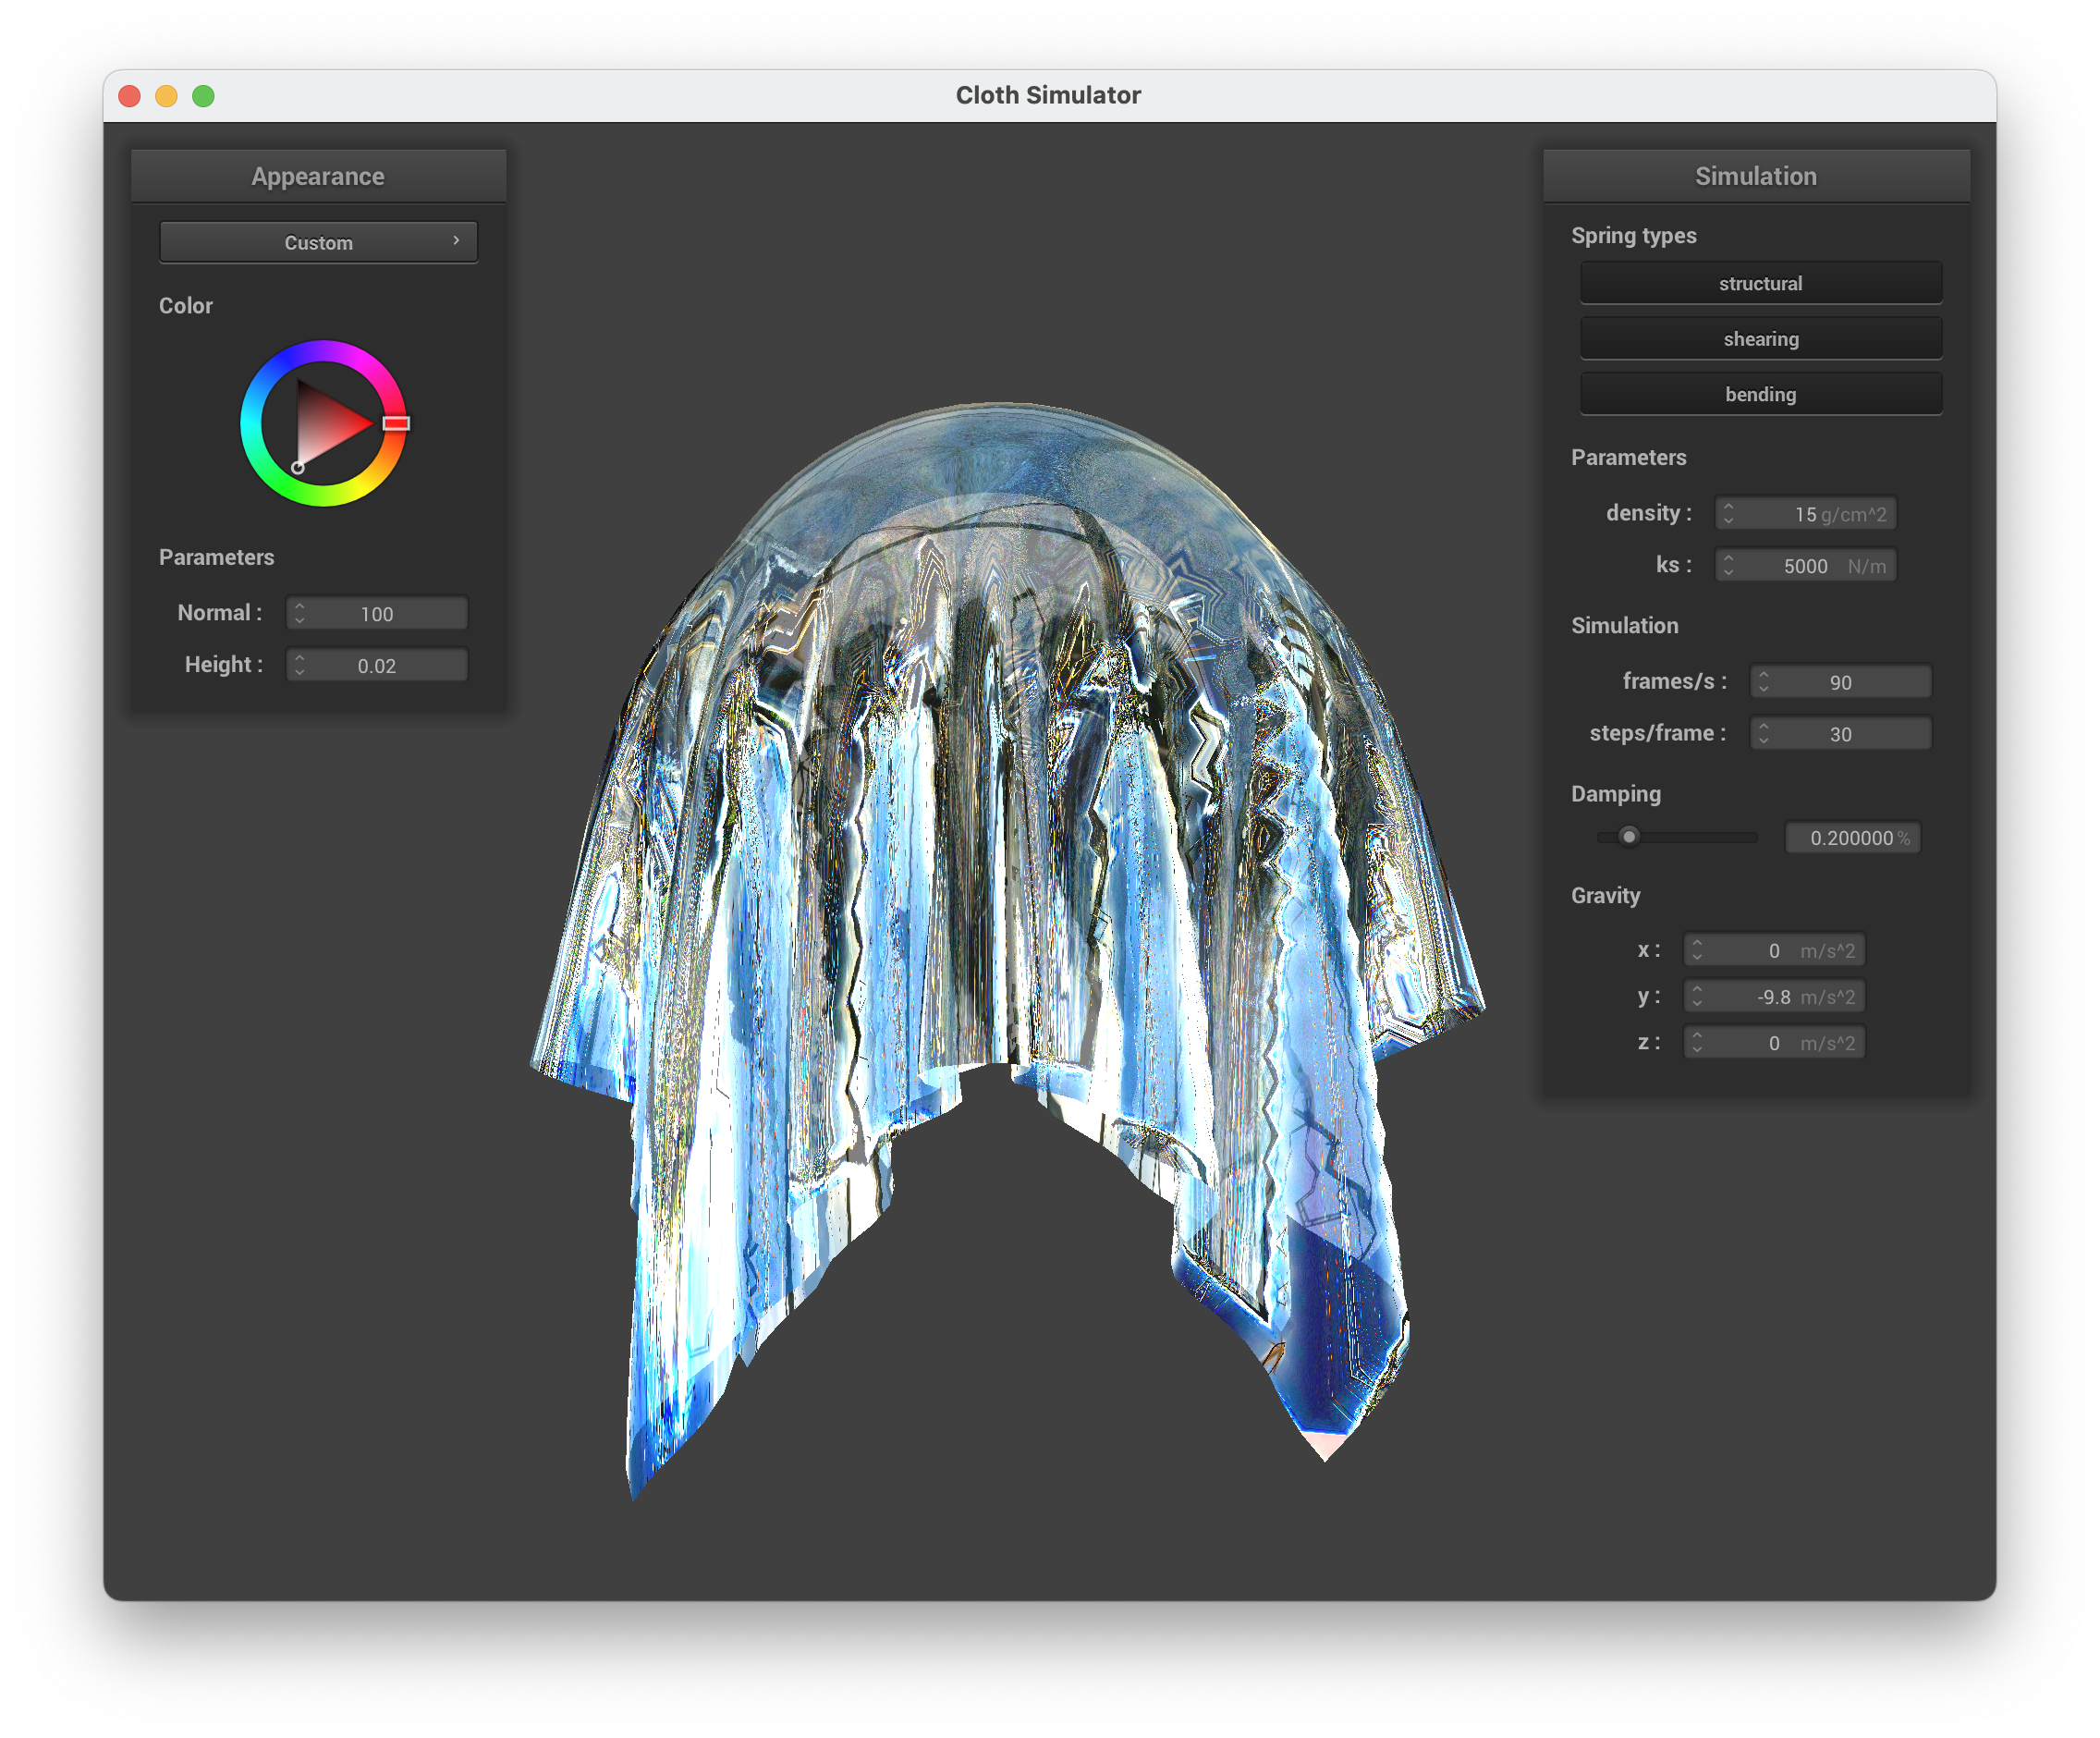 Cloth Simulator
Appearance
Custom
Color
Parameters
Normal : 100
Height : 0.02
Simulation
Spring types
structural
shearing
bending
Parameters
density : 15 g/cm^2
ks : 5000 N/m
Simulation
frames/s : 90
steps/frame : 30
Damping
0.200000 %
Gravity
x : 0 m/s^2
y : -9.8 m/s^2
z : 0 m/s^2